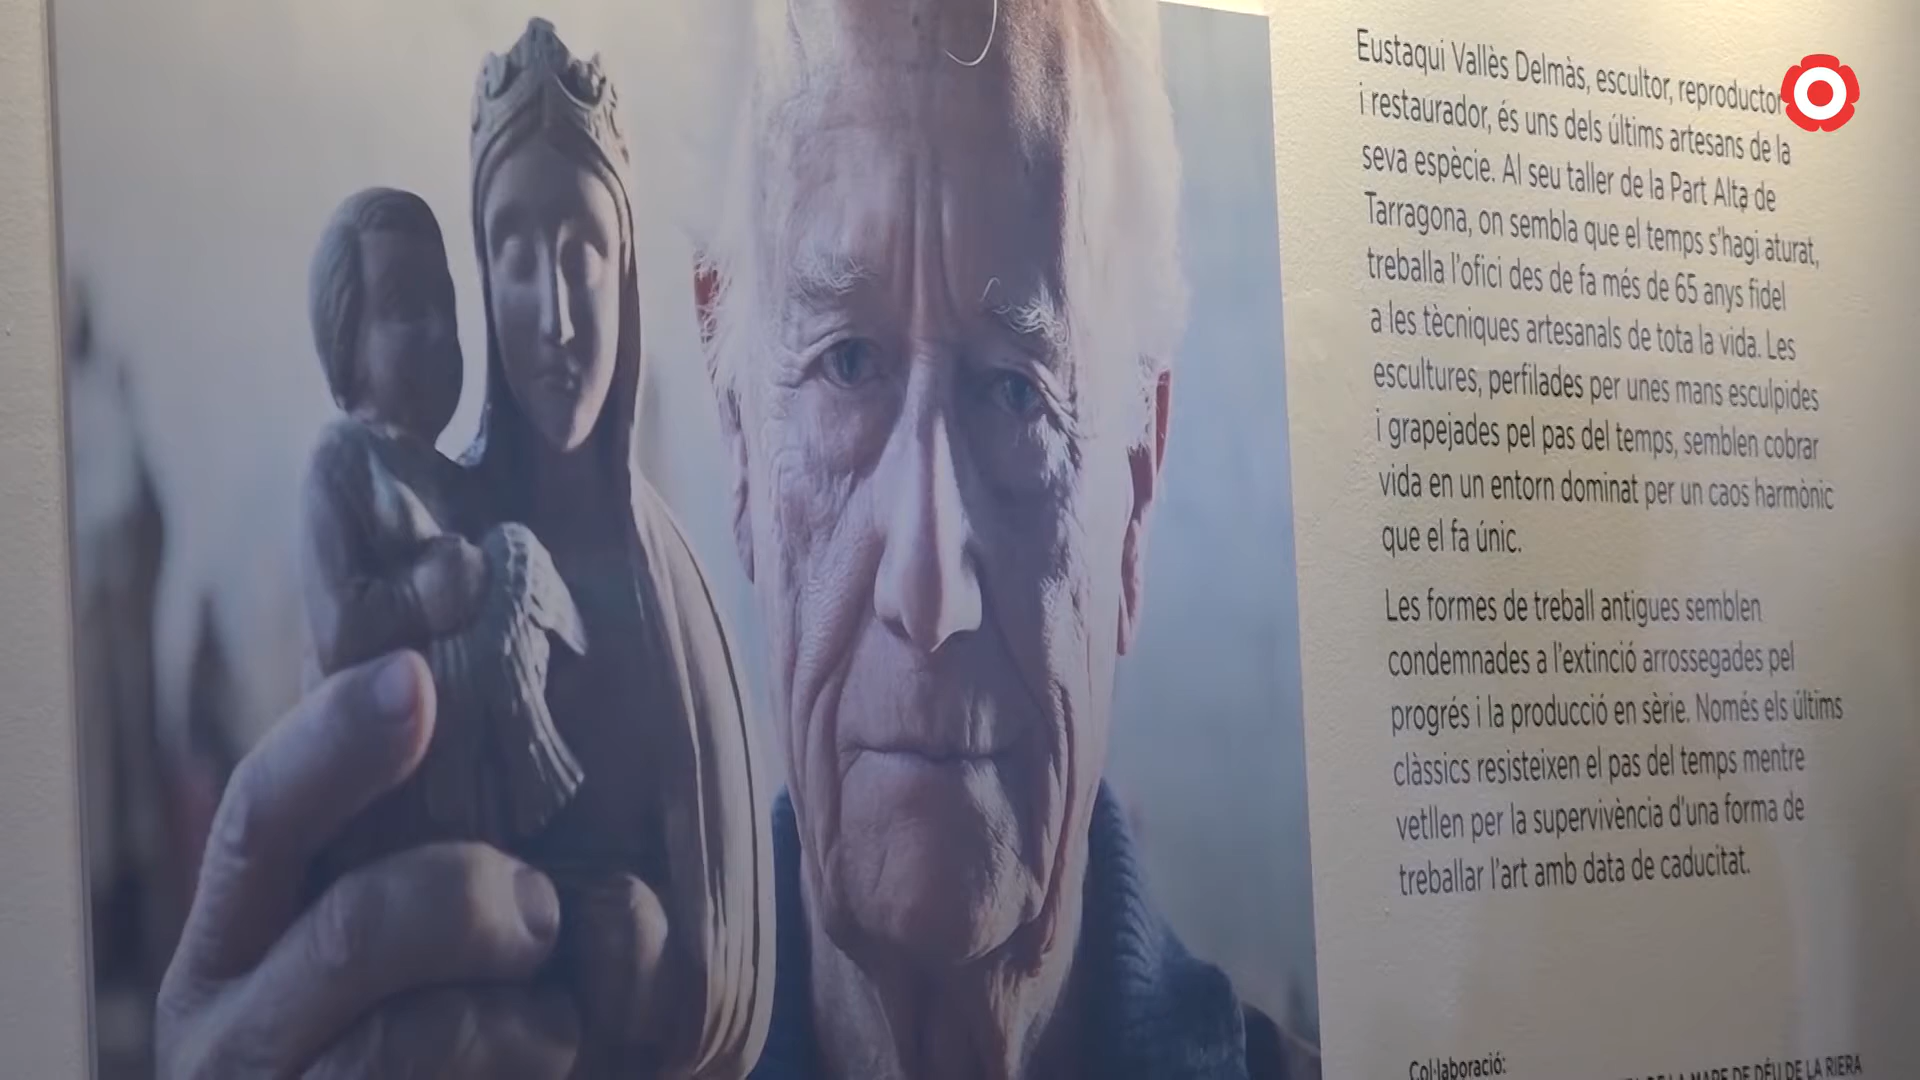 Eustaqui Vallès Delmàs, escultor, reproductor
i restaurador, és uns dels últims artesans de la
seva espècie. Al seu taller de la Part Alta de
Tarragona, on sembla que el temps s'hagi aturat,
treballa l'ofici des de fa més de 65 anys fidel
a les tècniques artesanals de tota la vida. Les
escultures, perfilades per unes mans esculpides
i grapejades pel pas del temps, semblen cobrar
vida en un entorn dominat per un caos harmònic
que el fa únic.
Les formes de treball antigues semblen
condemnades a l'extinció arrossegades pel
progrés i la producció en sèrie. Només els últims
clàssics resisteixen el pas del temps mentre
vetllen per la supervivència d'una forma de
treballar l'art amb data de caducitat.
Col·laboració:
DE LA MARE DE DÉU DE LA RIERA